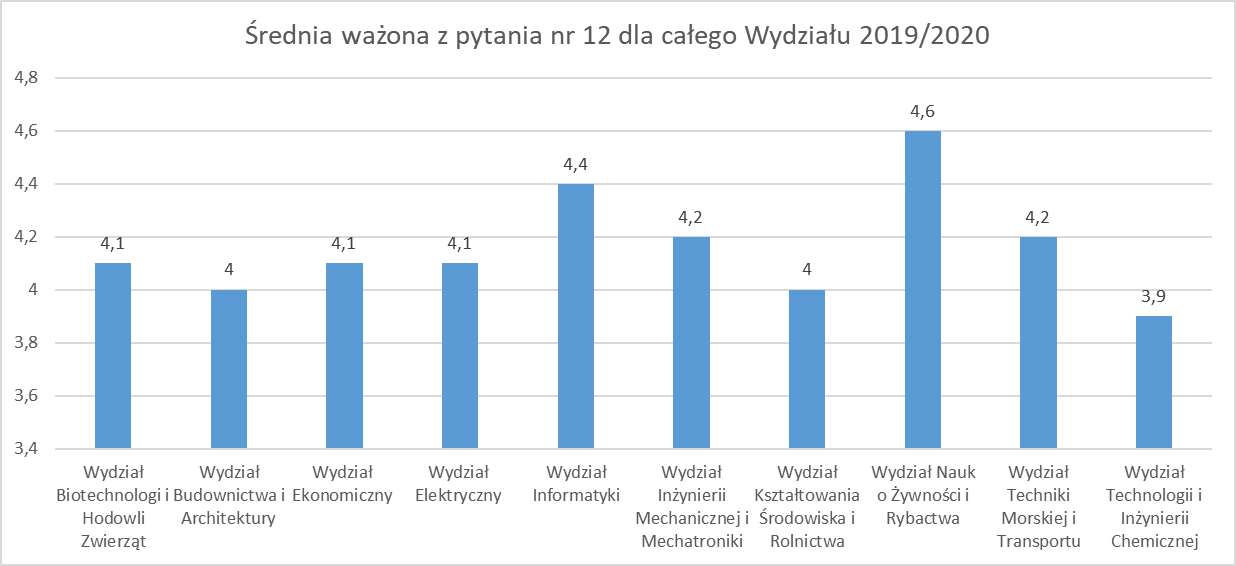 Średnia ważona z pytania nr 12 dla całego Wydziału 2019/2020
4,8
4,6
4,4
4,2
4
3,8
3,6
3,4
4,1
4
4,1
4,1
4,4
4,2
4
4,6
4,2
3,9
Wydział
Biotechnologi i
Hodowli
Zwierząt
Wydział
Budownictwa i
Architektury
Wydział
Ekonomiczny
Wydział
Elektryczny
Wydział
Informatyki
Wydział
Inżynierii
Mechanicznej i
Mechatroniki
Wydział
Kształtowania
Środowiska i
Rolnictwa
Wydział Nauk
o Żywności i
Rybactwa
Wydział
Techniki
Morskiej i
Transportu
Wydział
Technologii i
Inżynierii
Chemicznej